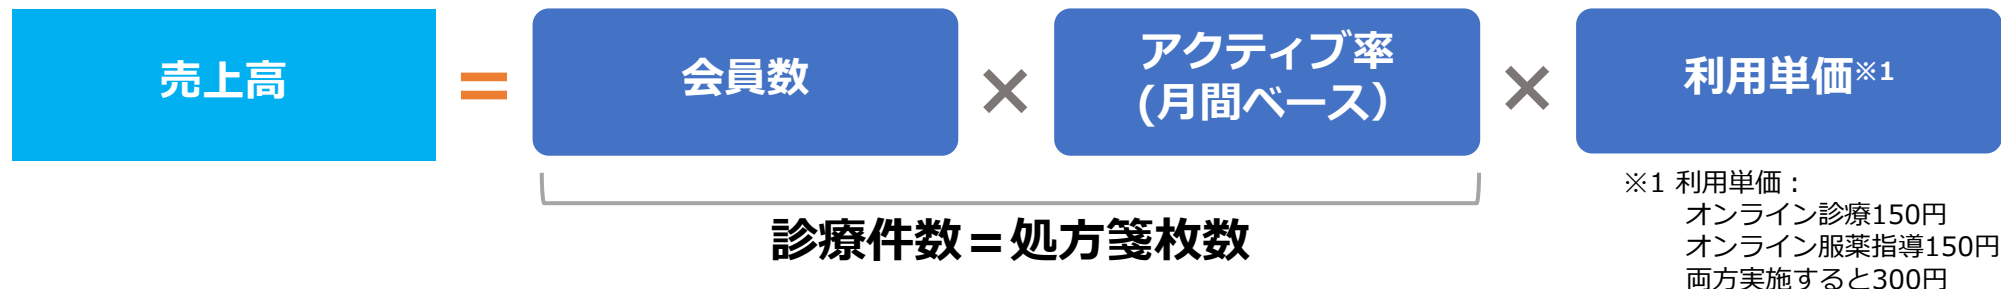 売上高
=
会員数
×
アクティブ率
(月間ベース）
×
利用単価※1
診療件数＝処方箋枚数
※1 利用単価：
オンライン診療150円
オンライン服薬指導150円
両方実施すると300円